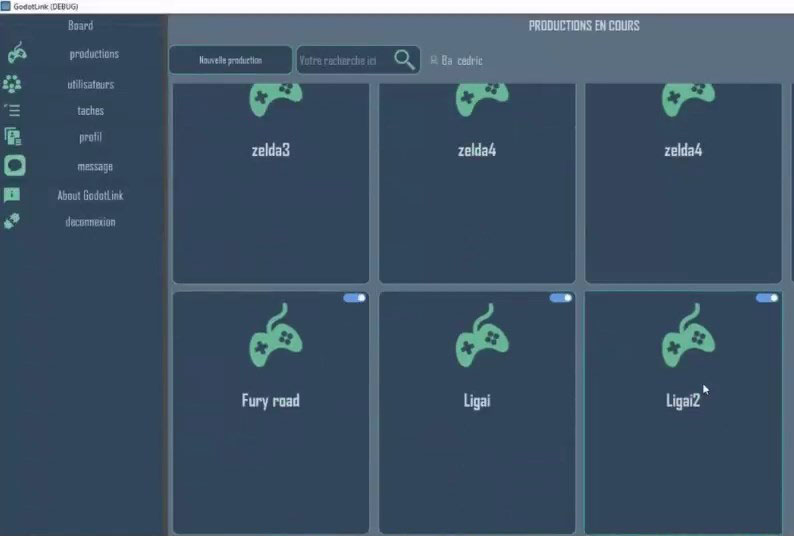 GodotLink (DEBUG)
Board
productions
utilisateurs
taches
profil
message
About GodotLink
deconnexion
PRODUCTIONS EN COURS
Nouvelle production
Votre recherche ici
Ba cedric
zelda3
zelda4
zelda4
Fury road
Ligai
Ligai2